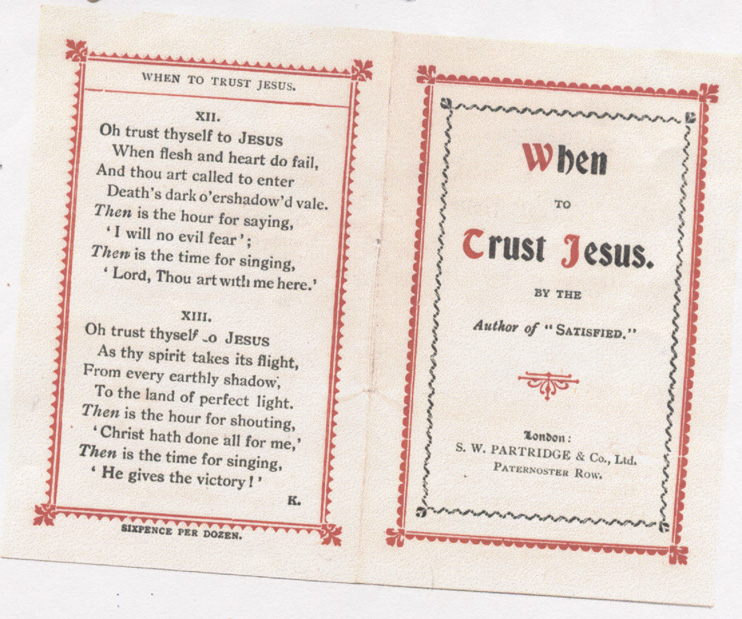 WHEN TO TRUST JESUS.
XII.
Oh trust thyself to JESUS
When flesh and heart do fail,
And thou art called to enter
Death's dark o'ershadow'd vale.
Then is the hour for saying,
' I will no evil fear ' ;
Then is the time for singing,
' Lord, Thou art with me here.'
XIII.
Oh trust thyself o JESUS
As thy spirit takes its flight,
From every earthly shadow,
To the land of perfect light.
Then is the hour for shouting,
' Christ hath done all for me,'
Then is the time for singing,
' He gives the victory ! '
K.
SIXPENCE PER DOZEN.
When
TO
Trust Jesus.
BY THE
Author of "SATISFIED."
London :
S. W. PARTRIDGE & Co., Ltd.
PATERNOSTER ROW.